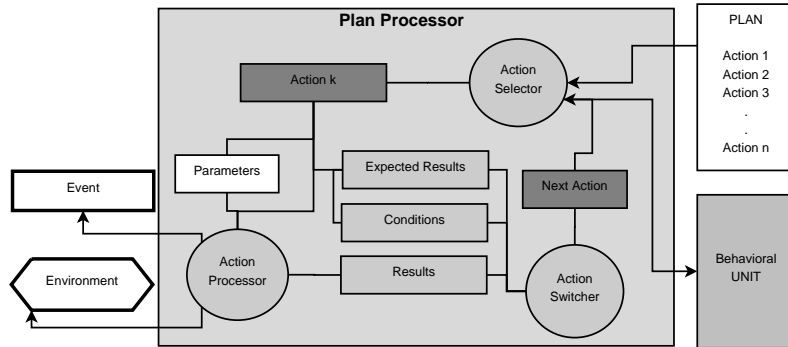 Plan Processor
PLAN
Action 1
Action 2
Action 3
.
.
Action n
Action k
Action
Selector
Parameters
Expected Results
Next Action
Event
Conditions
Environment
Action
Processor
Results
Action
Switcher
Behavioral
UNIT